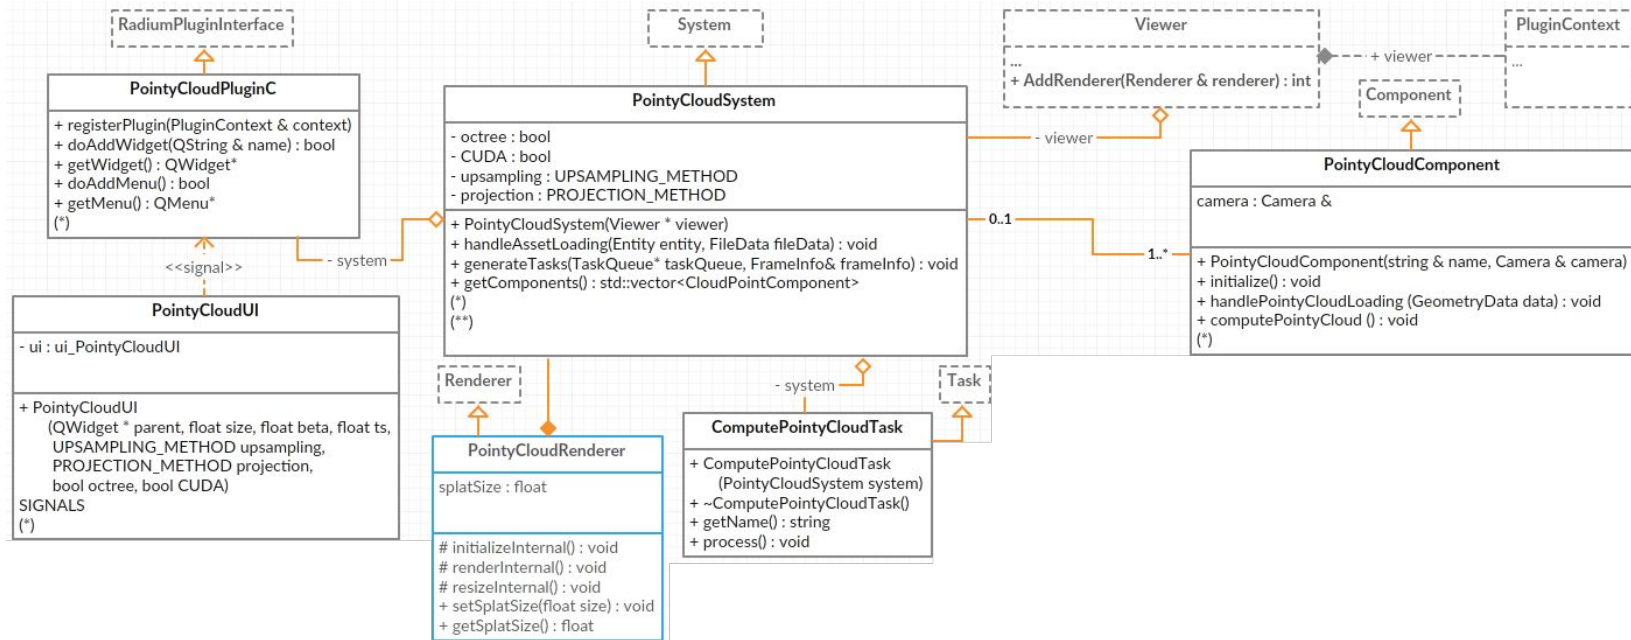 RadiumPluginInterface
PointyCloudPluginC
+ registerPlugin(PluginContext & context)
+ doAddWidget(QString & name) : bool
+ getWidget() : QWidget*
+ doAddMenu() : bool
+ getMenu() : QMenu*
(*)
<<signal>>
- system
PointyCloudUI
- ui : ui_PointyCloudUI
+ PointyCloudUI
(QWidget * parent, float size, float beta, float ts,
UPSAMPLING_METHOD upsampling,
PROJECTION_METHOD projection,
bool octree, bool CUDA)
SIGNALS
(*)
System
PointyCloudSystem
- octree : bool
- CUDA : bool
- upsampling : UPSAMPLING_METHOD
- projection : PROJECTION_METHOD
+ PointyCloudSystem(Viewer * viewer)
+ handleAssetLoading(Entity entity, FileData fileData) : void
+ generateTasks(TaskQueue* taskQueue, FrameInfo& frameInfo) : void
+ getComponents() : std::vector<CloudPointComponent>
(*)
(**)
Renderer
PointyCloudRenderer
splatSize : float
# initializeInternal() : void
# renderInternal() : void
# resizeInternal() : void
+ setSplatSize(float size) : void
+ getSplatSize() : float
- system
Task
ComputePointyCloudTask
+ ComputePointyCloudTask
(PointyCloudSystem system)
+ ~ComputePointyCloudTask()
+ getName() : string
+ process() : void
Viewer
...
+ AddRenderer(Renderer & renderer) : int
+ viewer
PluginContext
...
- viewer
0..1
1..*
Component
PointyCloudComponent
camera : Camera &
+ PointyCloudComponent(string & name, Camera & camera)
+ initialize() : void
+ handlePointyCloudLoading (GeometryData data) : void
+ computePointyCloud () : void
(*)